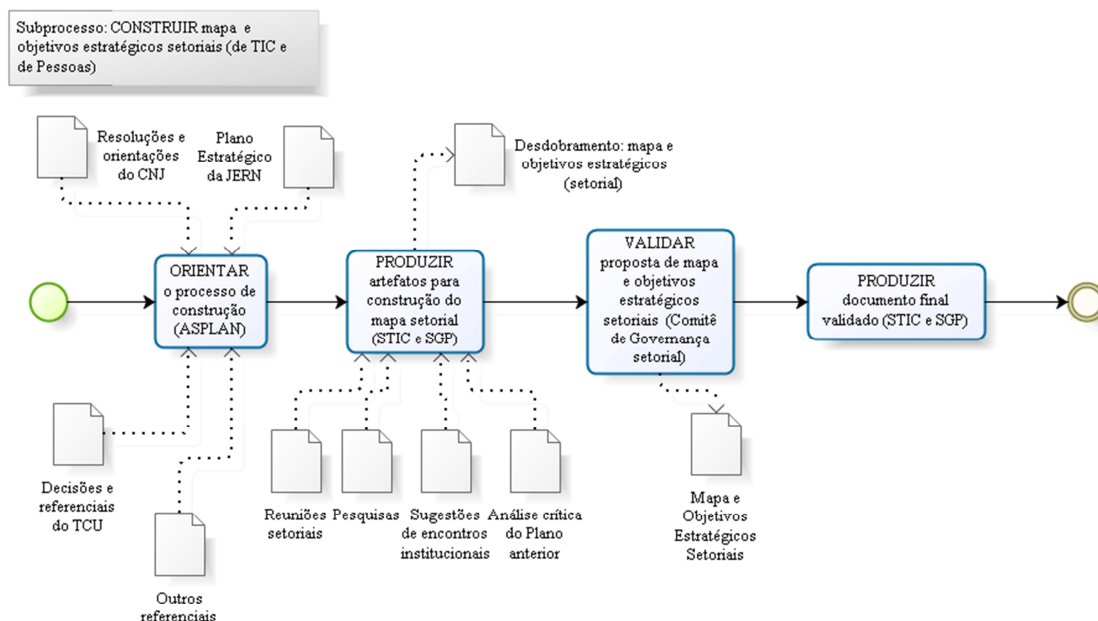 Subprocesso: CONSTRUIR mapa e
objetivos estratégicos setoriais (de TIC e
de Pessoas)
Resoluções e
orientações
do CNJ
Plano
Estratégico
da JERN
Desdobramento: mapa e
objetivos estratégicos
(setorial)
ORIENTAR
o processo de
construção
(ASPLAN)
PRODUZIR
artefatos para
construção do
mapa setorial
(STIC e SGP)
VALIDAR
proposta de mapa
e objetivos
estratégicos
setoriais (Comitê
de Governança
setorial)
PRODUZIR
documento final
validado (STIC e SGP)
Decisões e
referenciais
do TCU
Outros
referenciais
Reuniões
setoriais
Pesquisas
Sugestões
de encontros
institucionais
Análise crítica
do Plano
anterior
Mapa e
Objetivos
Estratégicos
Setoriais